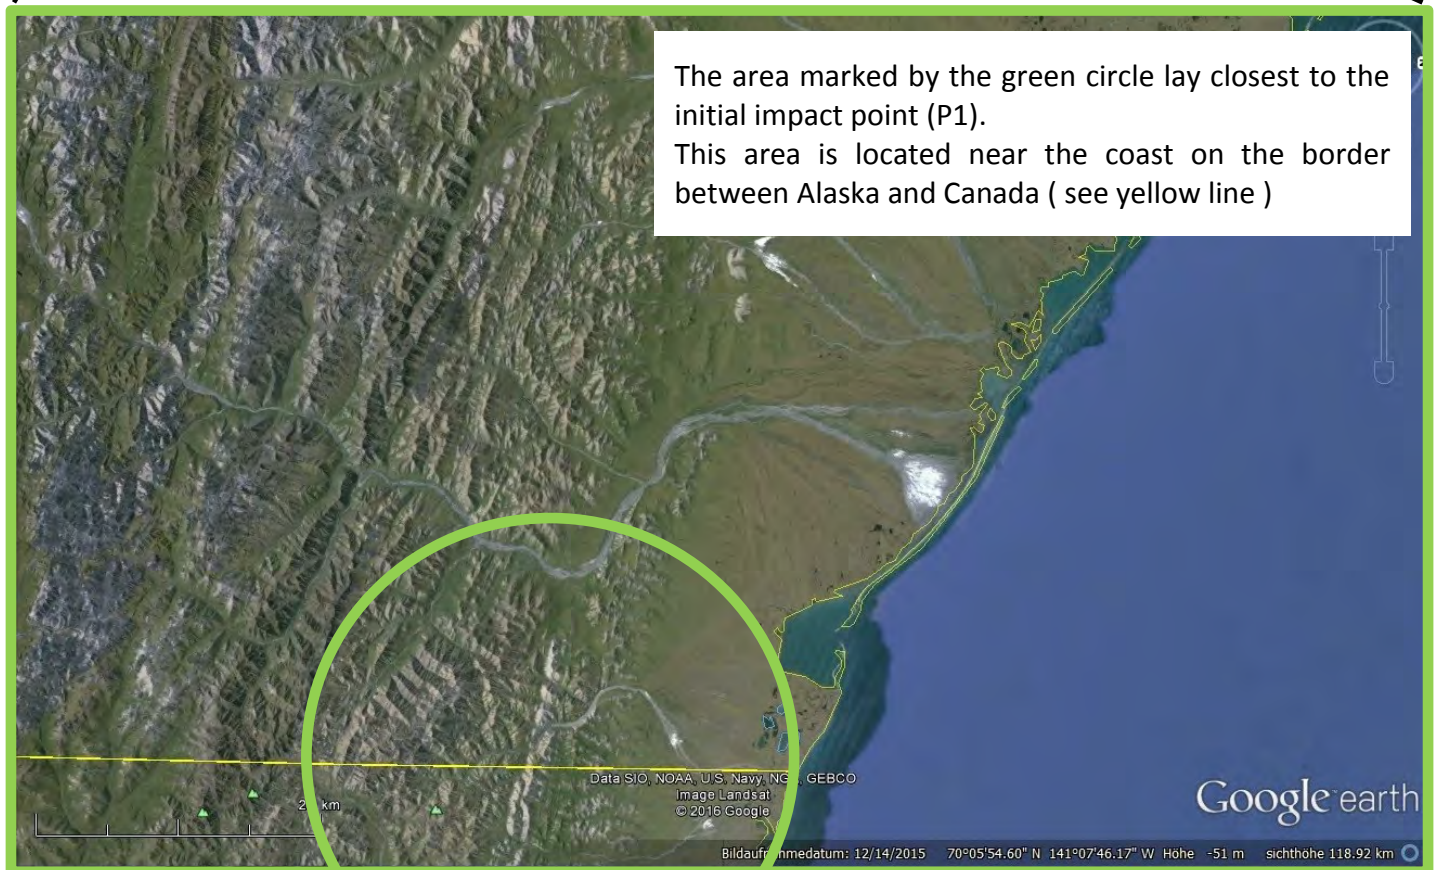 The area marked by the green circle lay closest to the
initial impact point (P1).
This area is located near the coast on the border
between Alaska and Canada ( see yellow line )
Data SIO, NOAA, U.S. Navy, GEBCO
Image Landsat
© 2016 Google
km
Google earth
12/14/2015 70°05'54.60" N 141°07'46.17" W Höhe -51 m sichthöhe 118.92 km